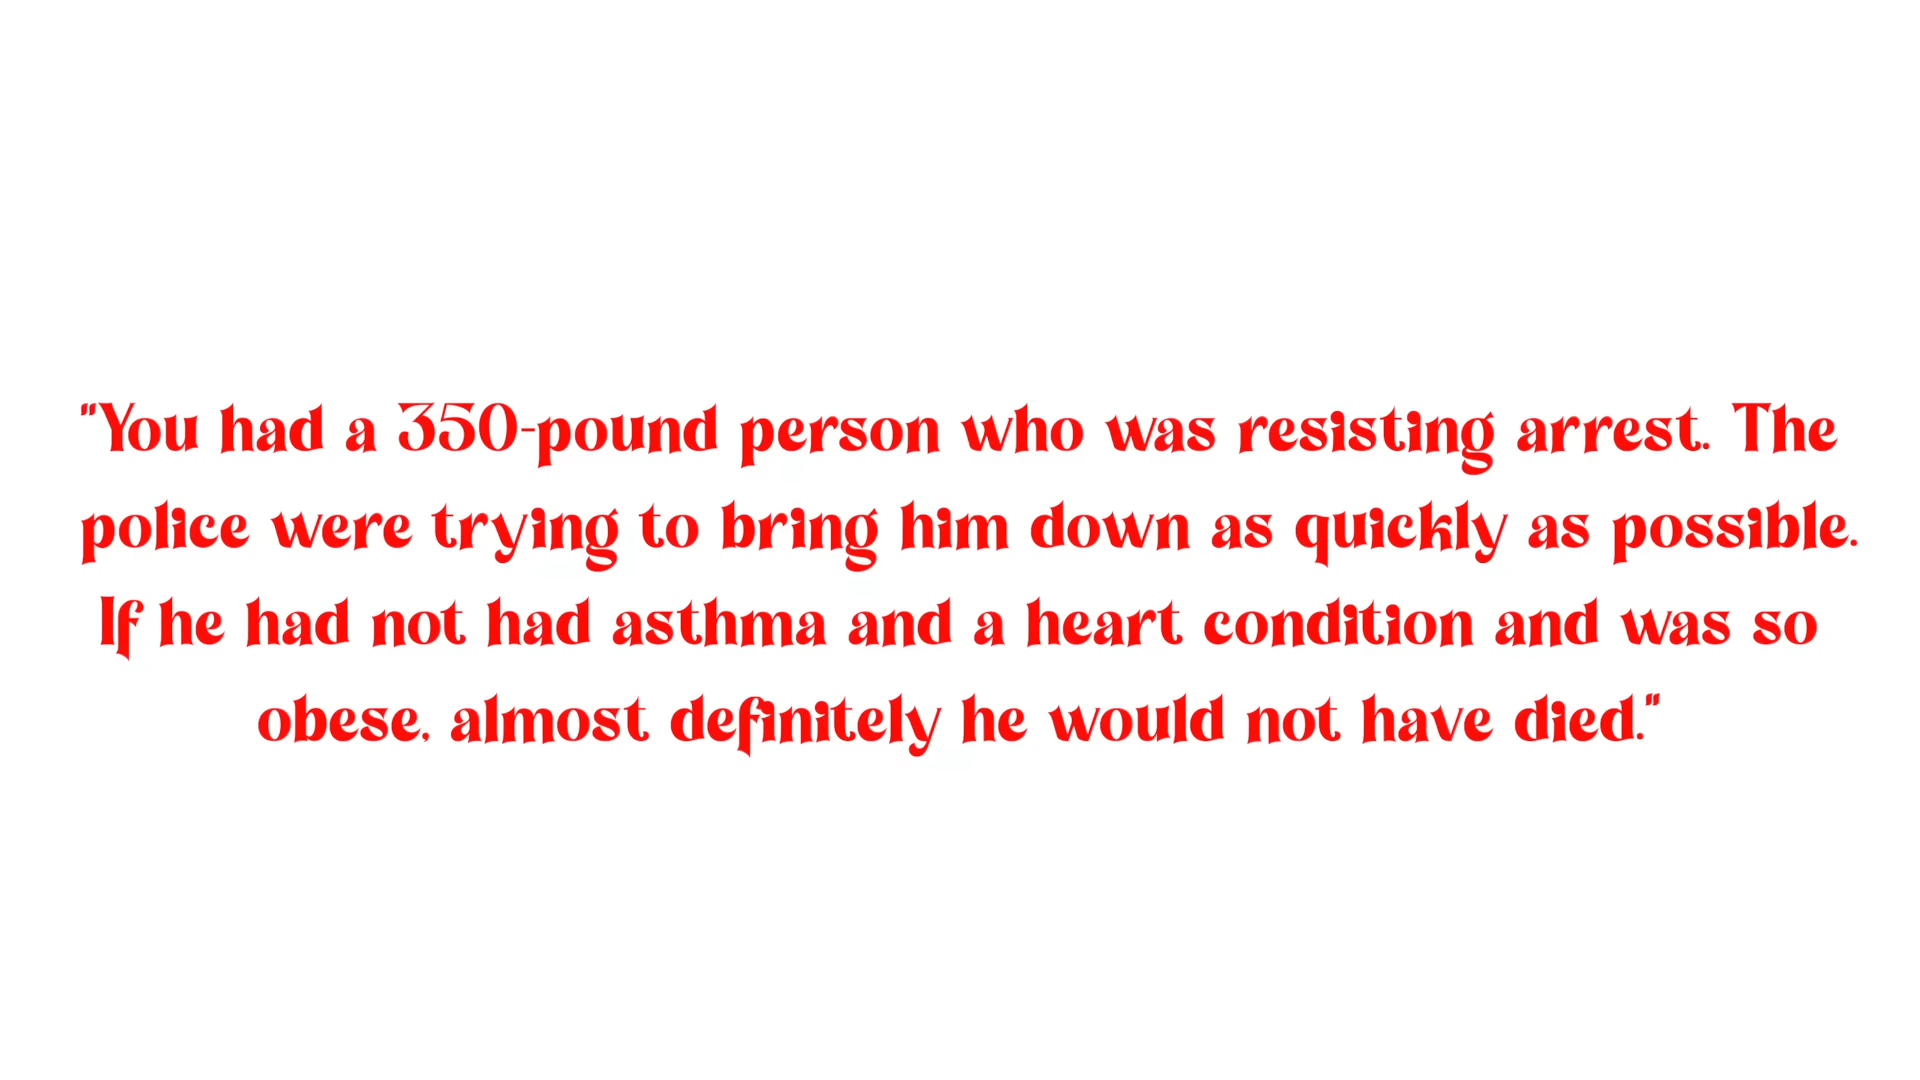 "You had a 350-pound person who was resisting arrest. The
police were trying to bring him down as quickly as possible.
If he had not had asthma and a heart condition and was so
obese, almost definitely he would not have died."